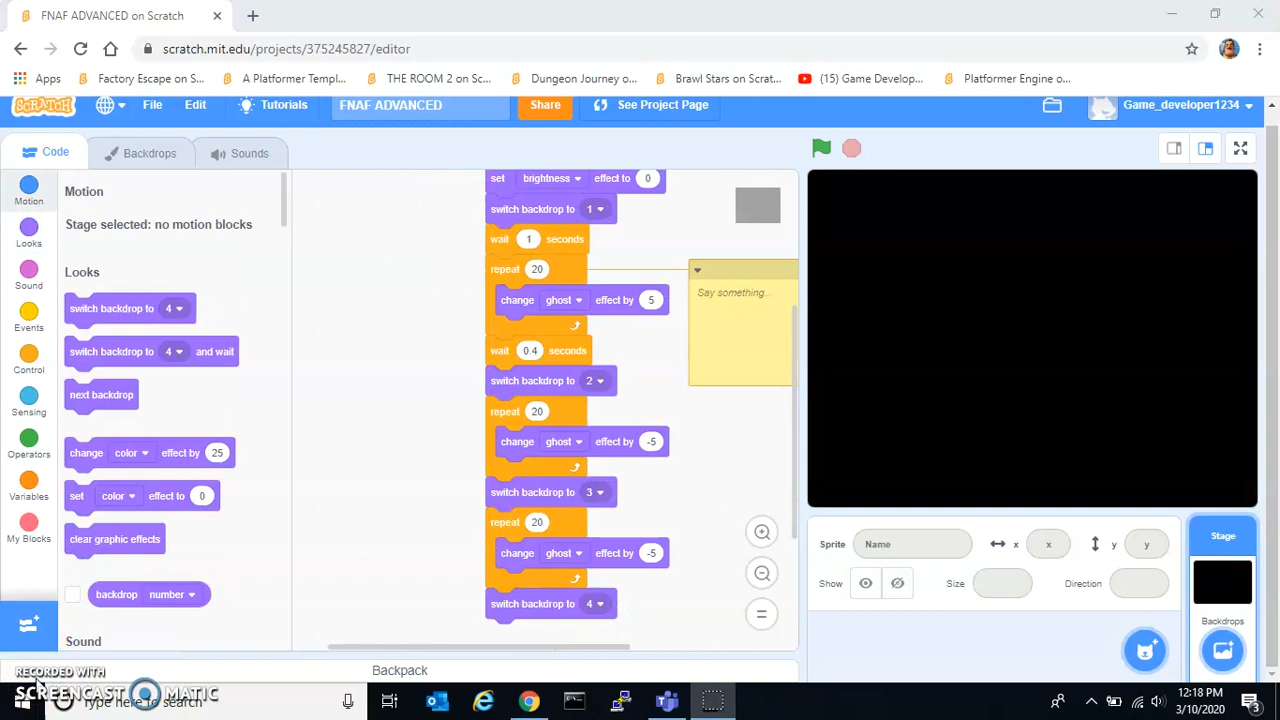 FNAF ADVANCED on Scratch
scratch.mit.edu/projects/375245827/editor
Apps Factory Escape on S... A Platformer Templ... THE ROOM 2 on Sc... Dungeon Journey o... Brawl Stars on Scrat... (15) Game Develop... Platformer Engine o...
SCRATCH File Edit Tutorials FNAF ADVANCED Share See Project Page Game_developer1234
Code Backdrops Sounds
Motion
Looks
Sound
Events
Control
Sensing
Operators
Variables
My Blocks
Motion
Stage selected: no motion blocks
Looks
switch backdrop to 4
switch backdrop to 4 and wait
next backdrop
change color effect by 25
set color effect to 0
clear graphic effects
backdrop number
Sound
set brightness effect to 0
switch backdrop to 1
wait 1 seconds
repeat 20
change ghost effect by 5
wait 0.4 seconds
switch backdrop to 2
repeat 20
change ghost effect by -5
switch backdrop to 3
repeat 20
change ghost effect by -5
switch backdrop to 4
Say something...
Sprite Name x x y y
Show Size Direction
Stage
Backdrops
Backpack
RECORDED WITH
SCREENCAST MATIC
Type here to search
12:18 PM
3/10/2020
3